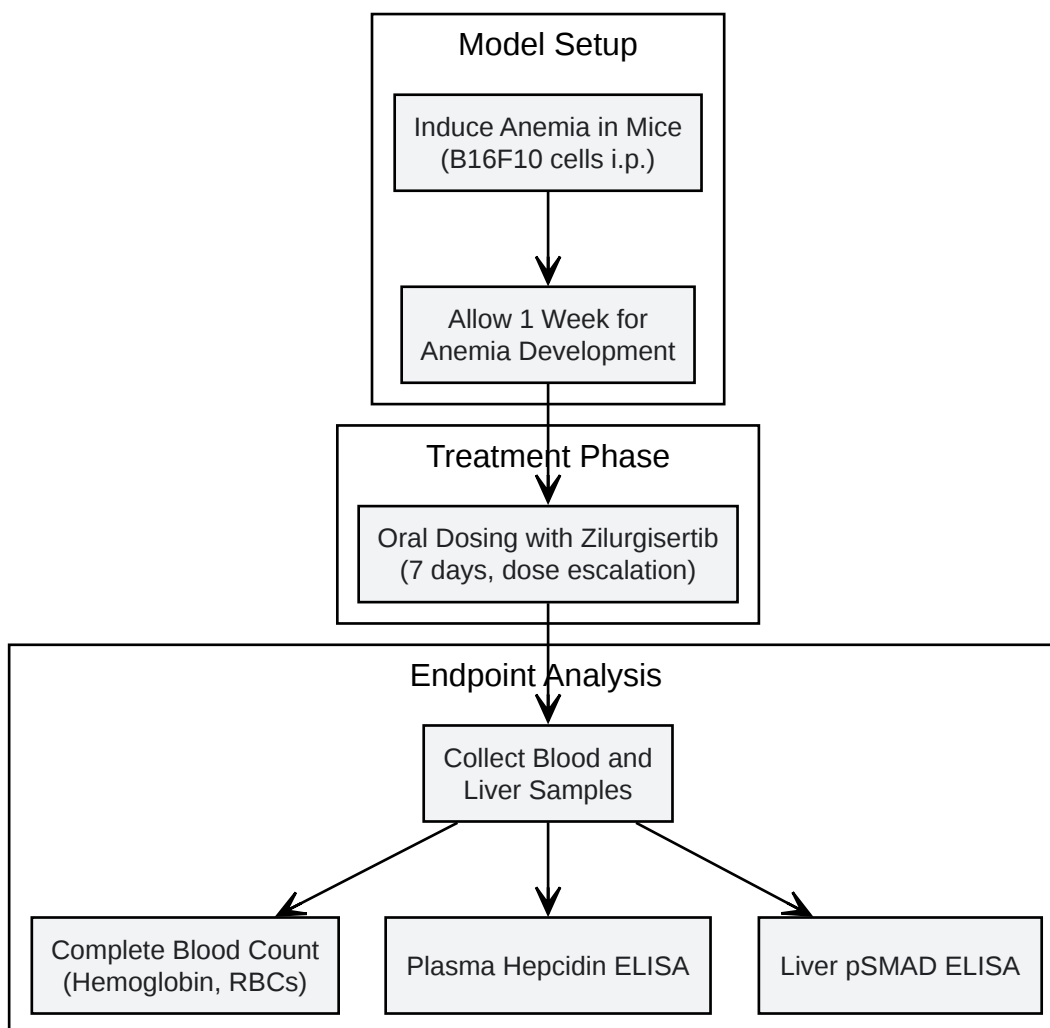 Model Setup
Induce Anemia in Mice
(B16F10 cells i.p.)
Allow 1 Week for
Anemia Development
Treatment Phase
Oral Dosing with Zilurgisertib
(7 days, dose escalation)
Endpoint Analysis
Collect Blood and
Liver Samples
Complete Blood Count
(Hemoglobin, RBCs)
Plasma Hepcidin ELISA
Liver pSMAD ELISA